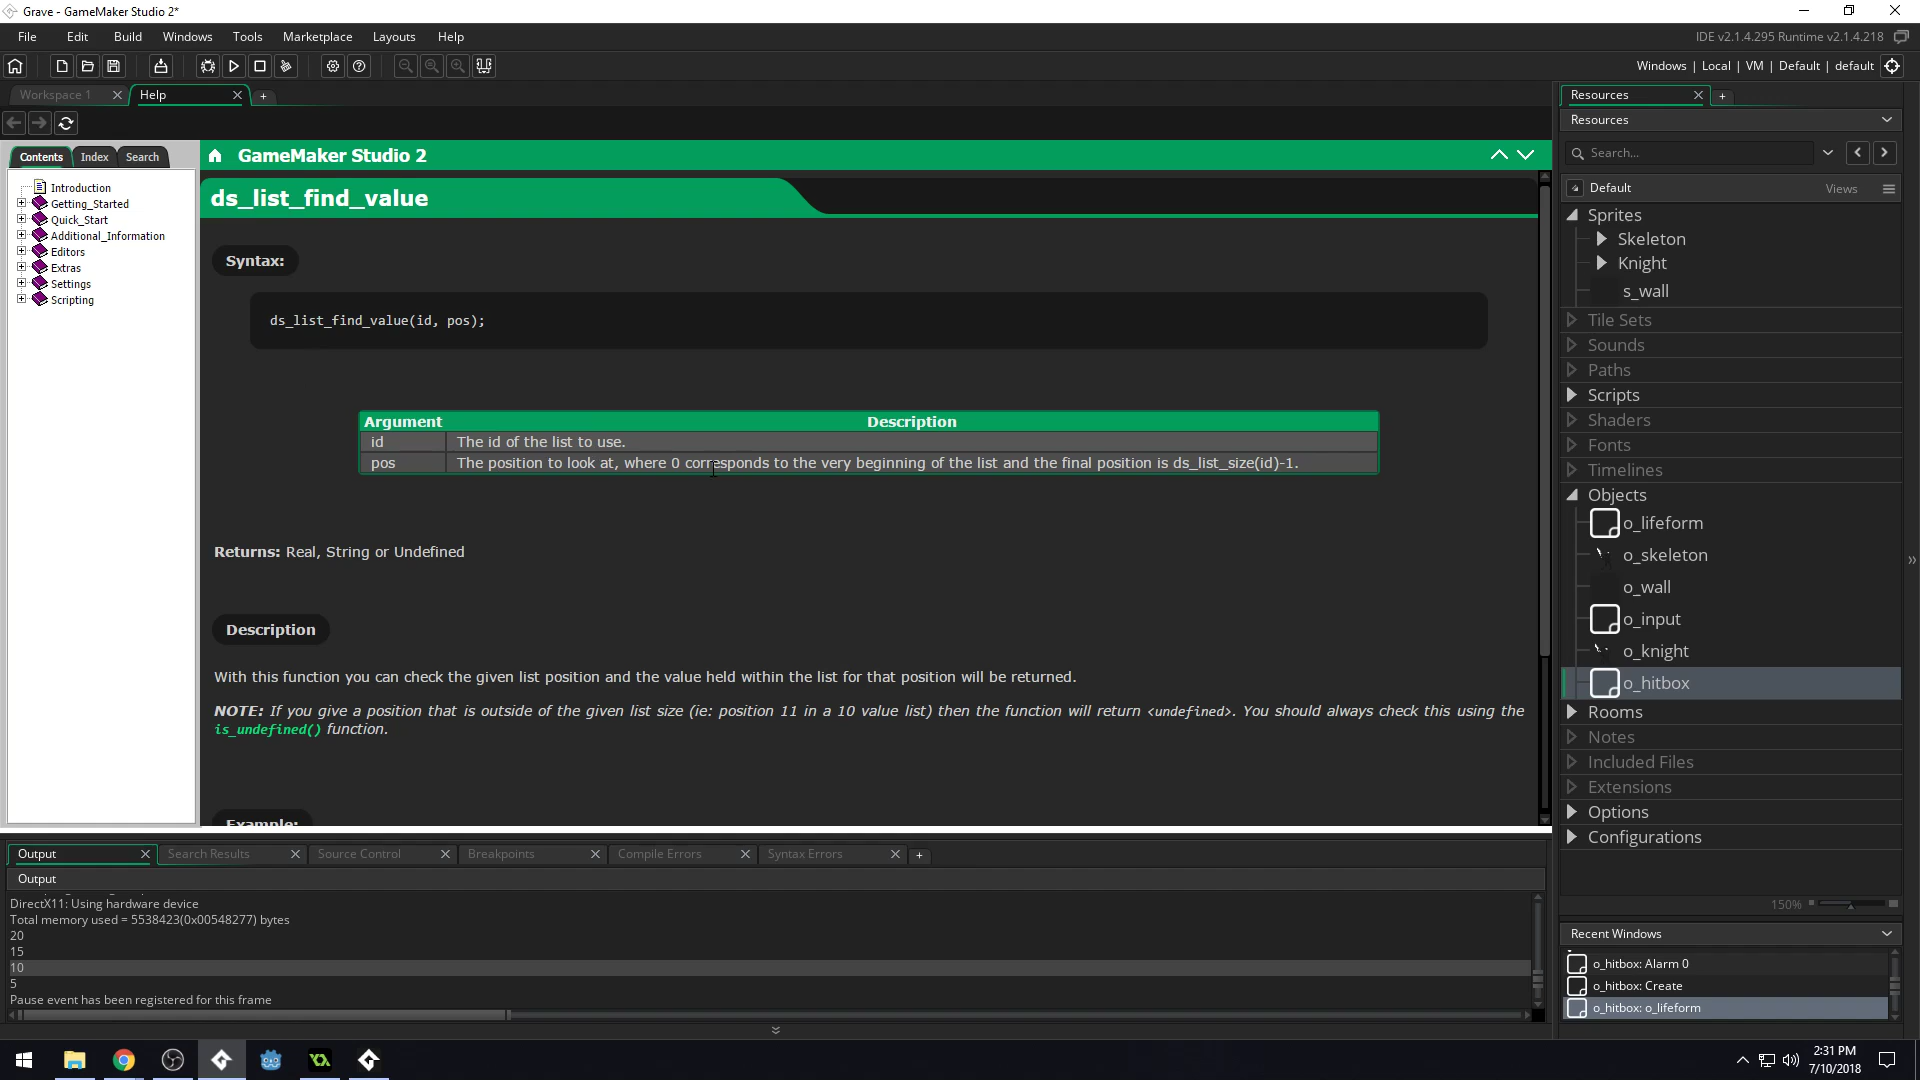 Grave - GameMaker Studio 2*
File Edit Build Windows Tools Marketplace Layouts Help
IDE v2.1.4.295 Runtime v2.1.4.218
Windows | Local | VM | Default | default
Workspace 1
Help
Resources
Resources
Search...
Contents Index Search
GameMaker Studio 2
Introduction
Getting_Started
Quick_Start
Additional_Information
Editors
Extras
Settings
Scripting
ds_list_find_value
Syntax:
ds_list_find_value(id, pos);
Argument Description
id The id of the list to use.
pos The position to look at, where 0 corresponds to the very beginning of the list and the final position is ds_list_size(id)-1.
Returns: Real, String or Undefined
Description
With this function you can check the given list position and the value held within the list for that position will be returned.
NOTE: If you give a position that is outside of the given list size (ie: position 11 in a 10 value list) then the function will return <undefined>. You should always check this using the
is_undefined() function.
Example:
Default Views
Sprites
Skeleton
Knight
s_wall
Tile Sets
Sounds
Paths
Scripts
Shaders
Fonts
Timelines
Objects
o_lifeform
o_skeleton
o_wall
o_input
o_knight
o_hitbox
Rooms
Notes
Included Files
Extensions
Options
Configurations
150%
Recent Windows
o_hitbox: Alarm 0
o_hitbox: Create
o_hitbox: o_lifeform
Output Search Results Source Control Breakpoints Compile Errors Syntax Errors
Output
DirectX11: Using hardware device
Total memory used = 5538423(0x00548277) bytes
20
15
10
5
Pause event has been registered for this frame
2:31 PM
7/10/2018